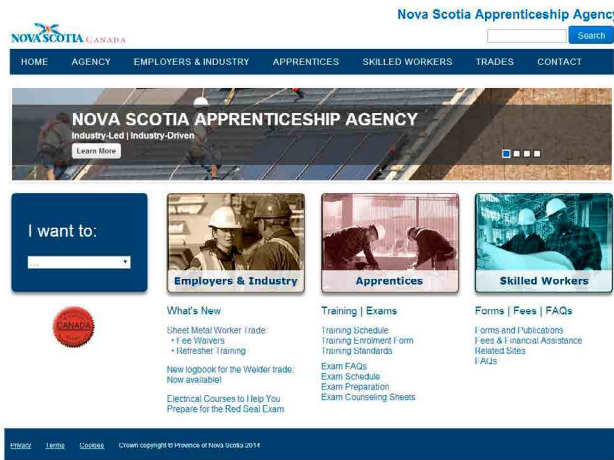 Nova Scotia Apprenticeship Agency
NOVA SCOTIA CANADA
Search
HOME AGENCY EMPLOYERS & INDUSTRY APPRENTICES SKILLED WORKERS TRADES CONTACT
NOVA SCOTIA APPRENTICESHIP AGENCY
Industry-Led | Industry-Driven
Learn More
I want to:
...
Employers & Industry
Apprentices
Skilled Workers
CANADA
What's New
Sheet Metal Worker Trade:
• Fee Waivers
• Refresher Training
New logbook for the Welder trade:
Now available!
Electrical Courses to Help You
Prepare for the Red Seal Exam
Training | Exams
Training Schedule
Training Enrolment Form
Training Standards
Exam FAQs
Exam Schedule
Exam Preparation
Exam Counseling Sheets
Forms | Fees | FAQs
Forms and Publications
Fees & Financial Assistance
Related Sites
FAQs
Privacy Terms Cookies Crown copyright © Province of Nova Scotia 2014